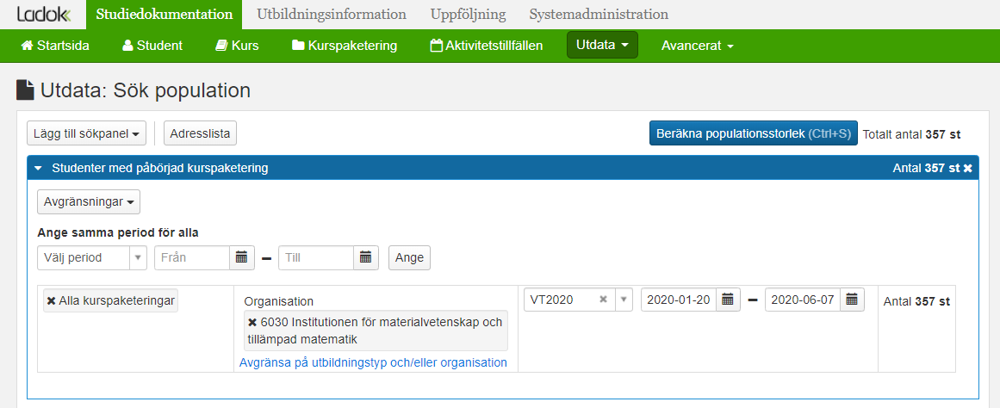 Ladok Studiedokumentation Utbildningsinformation Uppföljning Systemadministration
Startsida Student Kurs Kurspaketering Aktivitetstillfällen Utdata Avancerat
Utdata: Sök population
Lägg till sökpanel Adresslista Beräkna populationsstorlek (Ctrl+S) Totalt antal 357 st
Studenter med påbörjad kurspaketering Antal 357 st
Avgränsningar
Ange samma period för alla
Välj period Från – Till Ange
Alla kurspaketeringar Organisation VT2020 2020-01-20 – 2020-06-07 Antal 357 st
6030 Institutionen för materialvetenskap och
tillämpad matematik
Avgränsa på utbildningstyp och/eller organisation